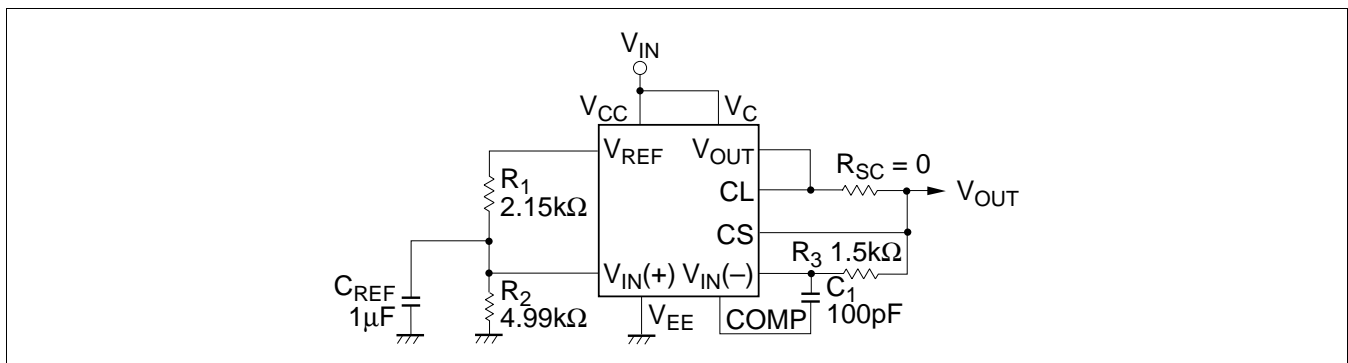 V_IN
V_CC V_C
V_REF V_OUT
R_SC = 0
R_1
2.15kΩ
CL
V_OUT
CS
R_3 1.5kΩ
V_IN(+) V_IN(–)
C_REF
1μF
R_2
4.99kΩ
V_EE
COMP
C_1
100pF